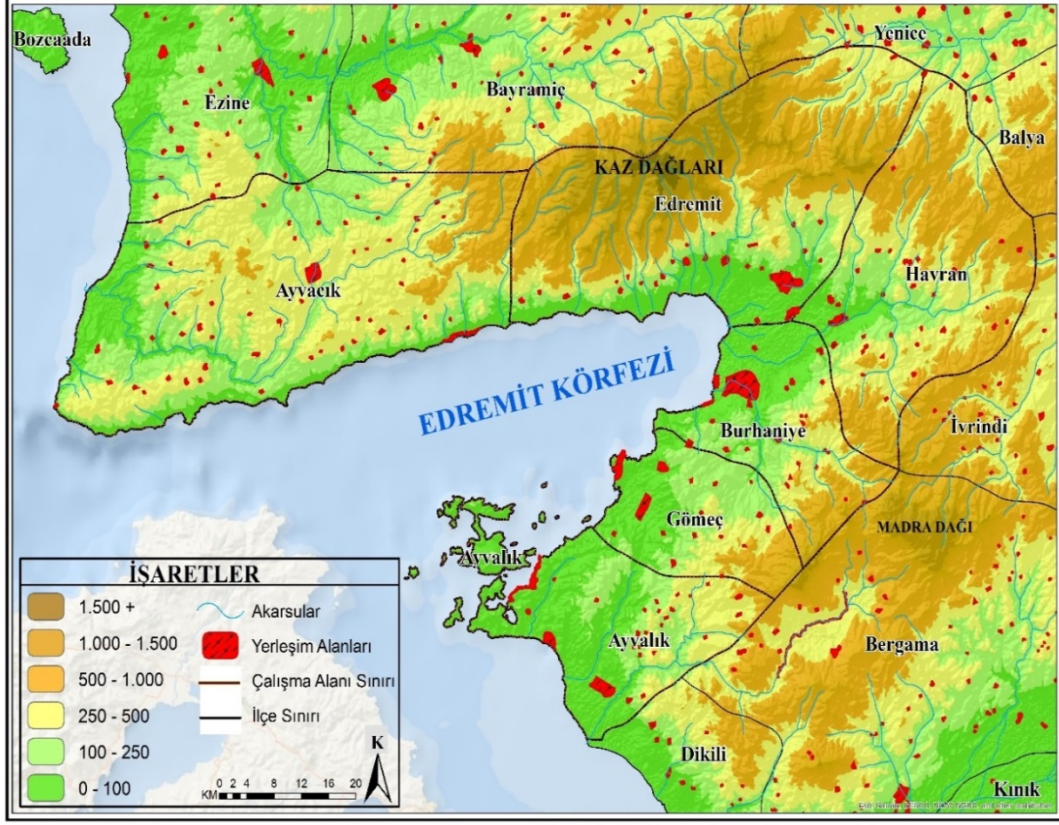 Bozcaada
Yenice
Ezine
Bayramiç
Balya
KAZ DAĞLARI
Edremit
Havran
Ayvacık
EDREMİT KÖRFEZİ
Burhaniye
İvrindi
Gömeç
MADRA DAĞI
Ayvalık
Ayvalık
Bergama
Dikili
Kınık
İŞARETLER
1.500 +
1.000 - 1.500
500 - 1.000
250 - 500
100 - 250
0 - 100
Akarsular
Yerleşim Alanları
Çalışma Alanı Sınırı
İlçe Sınırı
K
0 2 4 8 12 16 20
KM